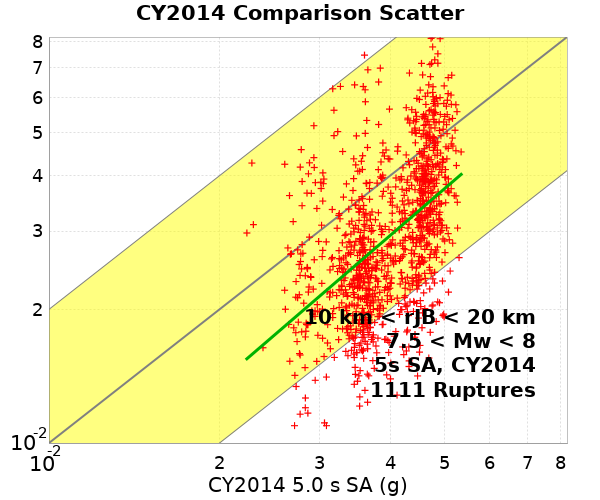 CY2014 Comparison Scatter
8
7
6
5
4
3
2
10^-2
10^-2 2 3 4 5 6 7 8
10 km < rJB < 20 km
7.5 < Mw < 8
5s SA, CY2014
1111 Ruptures
CY2014 5.0 s SA (g)